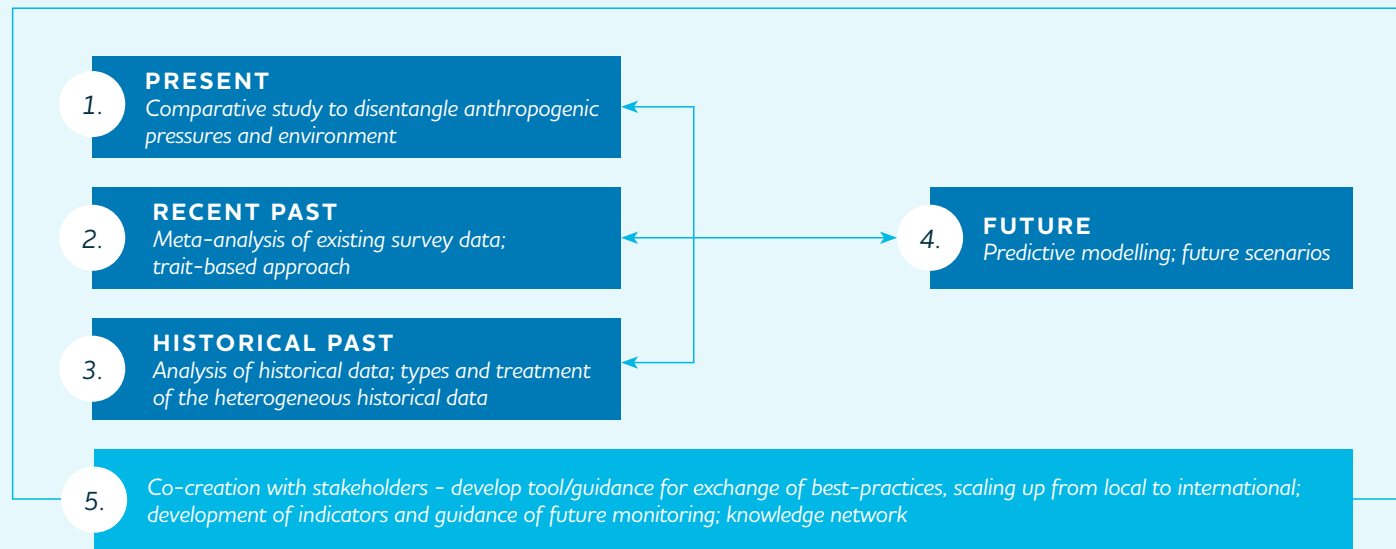 1.
PRESENT
Comparative study to disentangle anthropogenic
pressures and environment
2.
RECENT PAST
Meta-analysis of existing survey data;
trait-based approach
3.
HISTORICAL PAST
Analysis of historical data; types and treatment
of the heterogeneous historical data
4.
FUTURE
Predictive modelling; future scenarios
5.
Co-creation with stakeholders - develop tool/guidance for exchange of best-practices, scaling up from local to international;
development of indicators and guidance of future monitoring; knowledge network